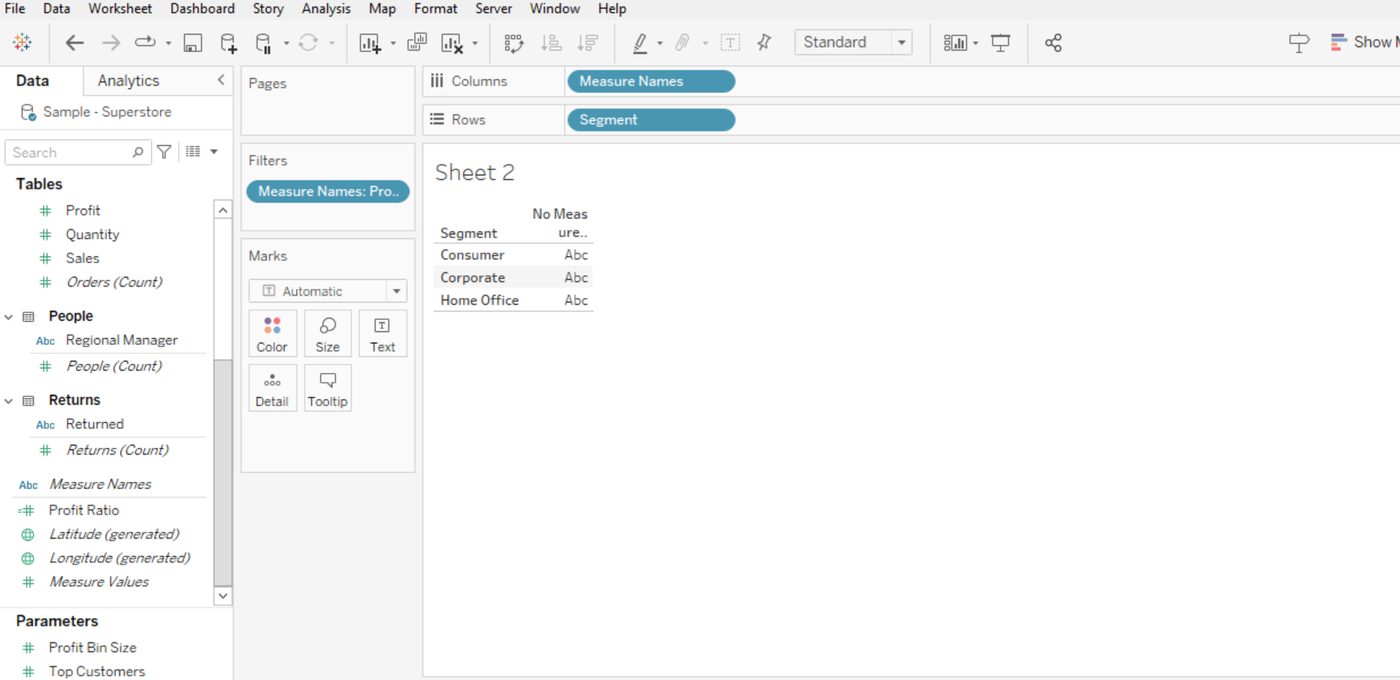 File Data Worksheet Dashboard Story Analysis Map Format Server Window Help
Standard
Show
Data Analytics
Sample - Superstore
Search
Tables
# Profit
# Quantity
# Sales
# Orders (Count)
People
Abc Regional Manager
# People (Count)
Returns
Abc Returned
# Returns (Count)
Abc Measure Names
=# Profit Ratio
Latitude (generated)
Longitude (generated)
# Measure Values
Parameters
# Profit Bin Size
# Top Customers
Pages
Filters
Measure Names: Pro..
Marks
T Automatic
Color Size T Text
Detail Tooltip
Columns Measure Names
Rows Segment
Sheet 2
No Meas
Segment ure..
Consumer Abc
Corporate Abc
Home Office Abc